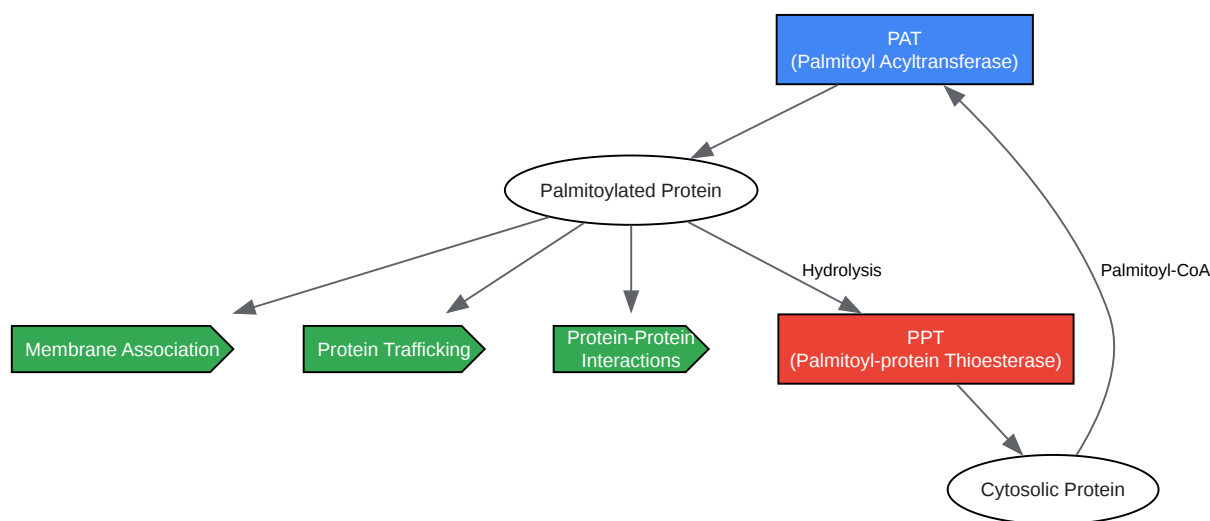 PAT
(Palmitoyl Acyltransferase)
Palmitoylated Protein
Hydrolysis
Palmitoyl-CoA
Membrane Association
Protein Trafficking
Protein-Protein
Interactions
PPT
(Palmitoyl-protein Thioesterase)
Cytosolic Protein